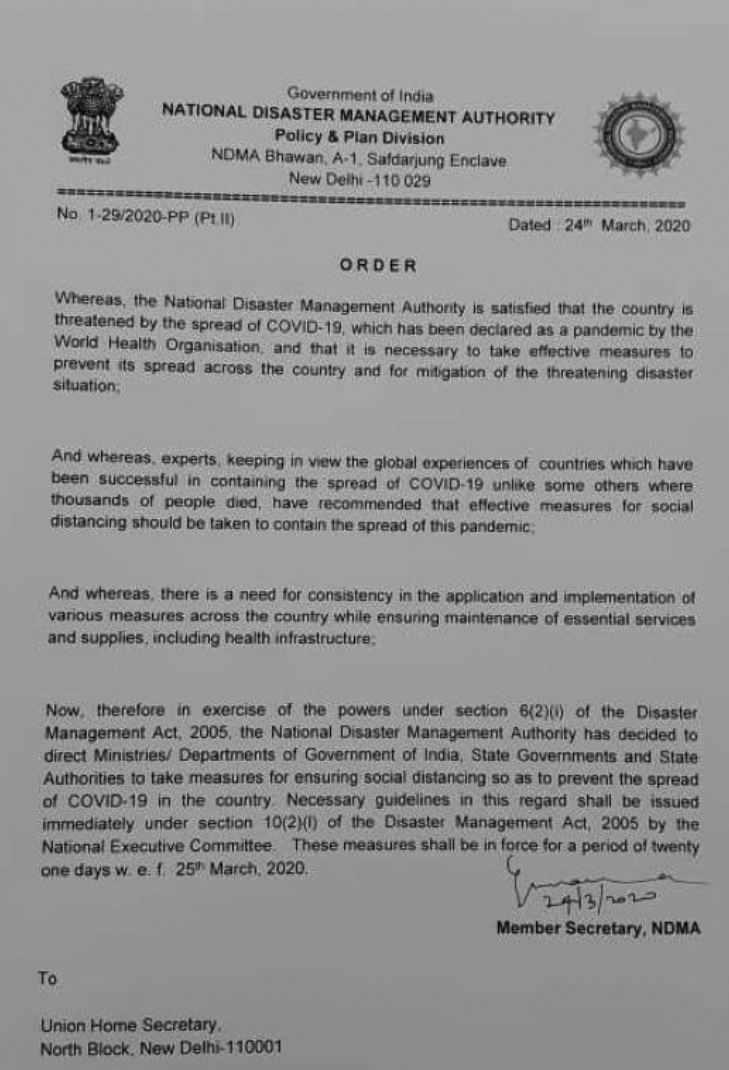 Government of India
NATIONAL DISASTER MANAGEMENT AUTHORITY
Policy & Plan Division
NDMA Bhawan, A-1, Safdarjung Enclave
New Delhi -110 029
No. 1-29/2020-PP (Pt.II)
Dated : 24th March, 2020
ORDER
Whereas, the National Disaster Management Authority is satisfied that the country is
threatened by the spread of COVID-19, which has been declared as a pandemic by the
World Health Organisation, and that it is necessary to take effective measures to
prevent its spread across the country and for mitigation of the threatening disaster
situation;
And whereas, experts, keeping in view the global experiences of countries which have
been successful in containing the spread of COVID-19 unlike some others where
thousands of people died, have recommended that effective measures for social
distancing should be taken to contain the spread of this pandemic;
And whereas, there is a need for consistency in the application and implementation of
various measures across the country while ensuring maintenance of essential services
and supplies, including health infrastructure;
Now, therefore in exercise of the powers under section 6(2)(i) of the Disaster
Management Act, 2005, the National Disaster Management Authority has decided to
direct Ministries/ Departments of Government of India, State Governments and State
Authorities to take measures for ensuring social distancing so as to prevent the spread
of COVID-19 in the country. Necessary guidelines in this regard shall be issued
immediately under section 10(2)(l) of the Disaster Management Act, 2005 by the
National Executive Committee. These measures shall be in force for a period of twenty
one days w. e. f. 25th March, 2020.
24/3/2020
Member Secretary, NDMA
To
Union Home Secretary,
North Block, New Delhi-110001